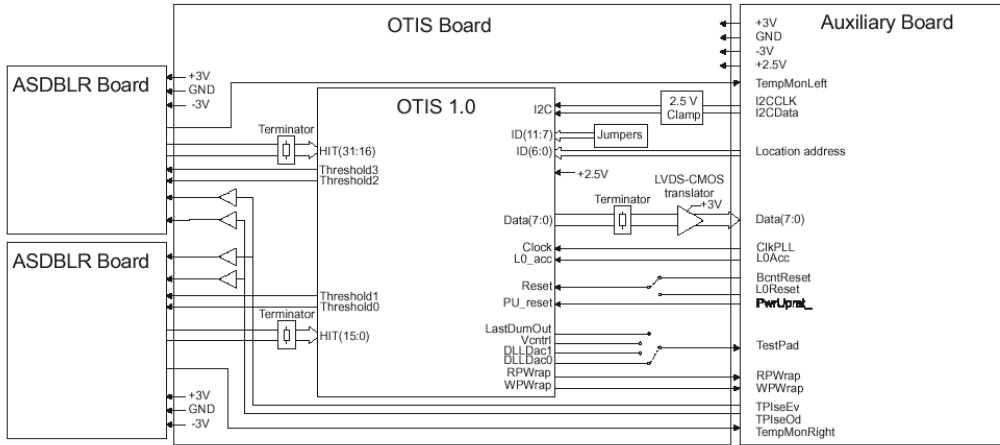 OTIS Board
Auxiliary Board
+3V
GND
-3V
+2.5V
ASDBLR Board
+3V
GND
-3V
TempMonLeft
OTIS 1.0
I2C
2.5 V
Clamp
I2CCLK
I2CData
Terminator
HIT(31:16)
ID(11:7)
Jumpers
ID(6:0)
Location address
Threshold3
Threshold2
+2.5V
LVDS-CMOS
translator
+3V
Terminator
Data(7:0)
Data(7:0)
ASDBLR Board
Clock
L0_acc
ClkPLL
L0Acc
Reset
BcntReset
L0Reset
Threshold1
Threshold0
PU_reset
Terminator
HIT(15:0)
LastDumOut
Vcntrl
DLLDac1
DLLDac0
TestPad
RPWrap
WPWrap
RPWrap
WPWrap
+3V
GND
-3V
TPIseEv
TPIseOd
TempMonRight